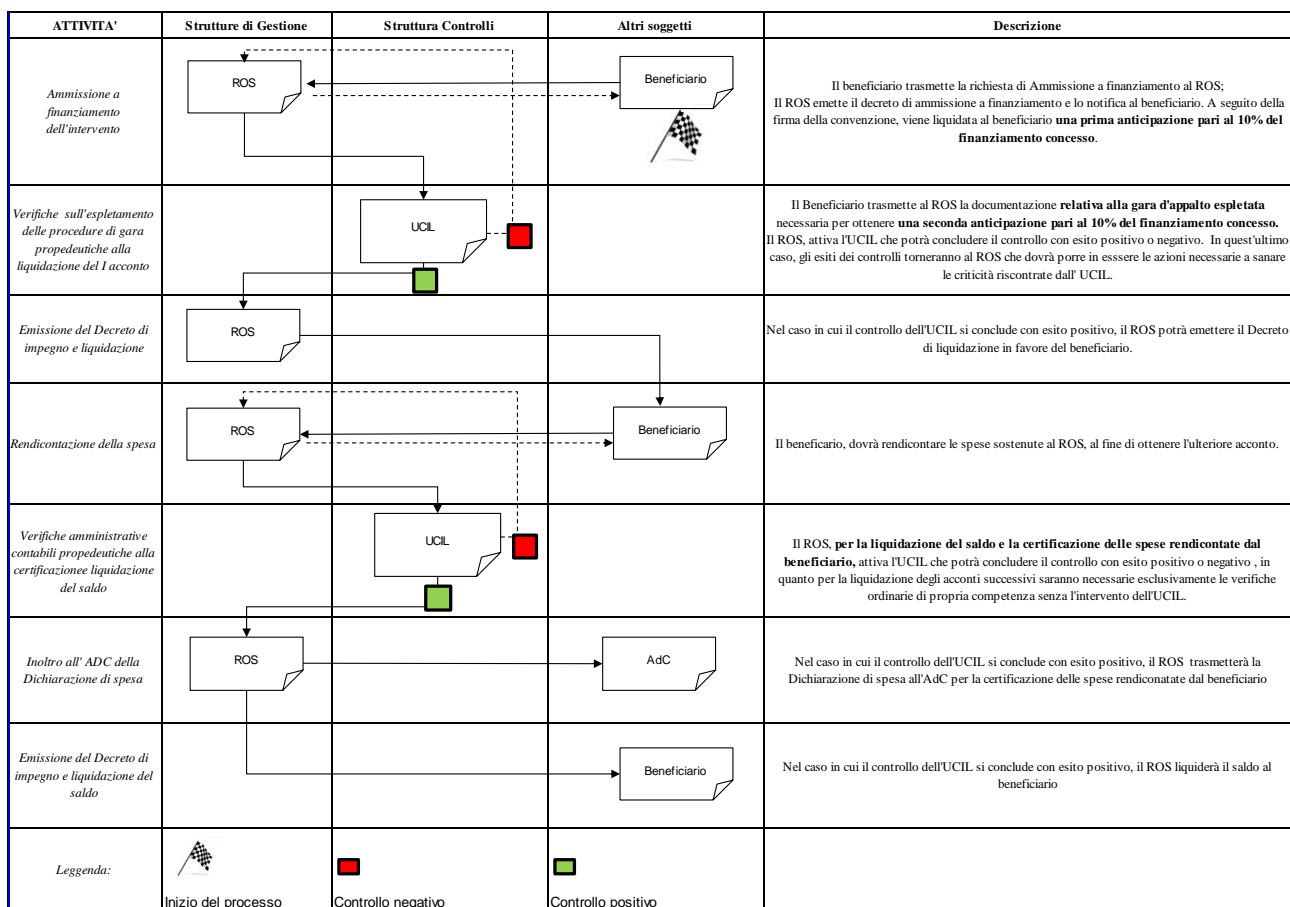 ATTIVITA' Strutture di Gestione Struttura Controlli Altri soggetti Descrizione
Ammissione a
finanziamento
dell'intervento
ROS
Beneficiario
Il beneficiario trasmette la richiesta di Ammissione a finanziamento al ROS;
Il ROS emette il decreto di ammissione a finanziamento e lo notifica al beneficiario. A seguito della
firma della convenzione, viene liquidata al beneficiario una prima anticipazione pari al 10% del
finanziamento concesso.
Verifiche sull'espletamento
delle procedure di gara
propedeutiche alla
liquidazione del I acconto
UCIL
Il Beneficiario trasmette al ROS la documentazione relativa alla gara d'appalto espletata
necessaria per ottenere una seconda anticipazione pari al 10% del finanziamento concesso.
Il ROS, attiva l'UCIL che potrà concludere il controllo con esito positivo o negativo. In quest'ultimo
caso, gli esiti dei controlli torneranno al ROS che dovrà porre in esssere le azioni necessarie a sanare
le criticità riscontrate dall' UCIL.
Emissione del Decreto di
impegno e liquidazione
ROS
Nel caso in cui il controllo dell'UCIL si conclude con esito positivo, il ROS potrà emettere il Decreto
di liquidazione in favore del beneficiario.
Rendicontazione della spesa
ROS
Beneficiario
Il beneficario, dovrà rendicontare le spese sostenute al ROS, al fine di ottenere l'ulteriore acconto.
Verifiche amministrative
contabili propedeutiche alla
certificazionee liquidazione
del saldo
UCIL
Il ROS, per la liquidazione del saldo e la certificazione delle spese rendicontate dal
beneficiario, attiva l'UCIL che potrà concludere il controllo con esito positivo o negativo , in
quanto per la liquidazione degli acconti successivi saranno necessarie esclusivamente le verifiche
ordinarie di propria competenza senza l'intervento dell'UCIL.
Inoltro all' ADC della
Dichiarazione di spesa
ROS
AdC
Nel caso in cui il controllo dell'UCIL si conclude con esito positivo, il ROS trasmetterà la
Dichiarazione di spesa all'AdC per la certificazione delle spese rendiconatate dal beneficiario
Emissione del Decreto di
impegno e liquidazione del
saldo
Beneficiario
Nel caso in cui il controllo dell'UCIL si conclude con esito positivo, il ROS liquiderà il saldo al
beneficiario
Leggenda:
Inizio del processo
Controllo negativo
Controllo positivo